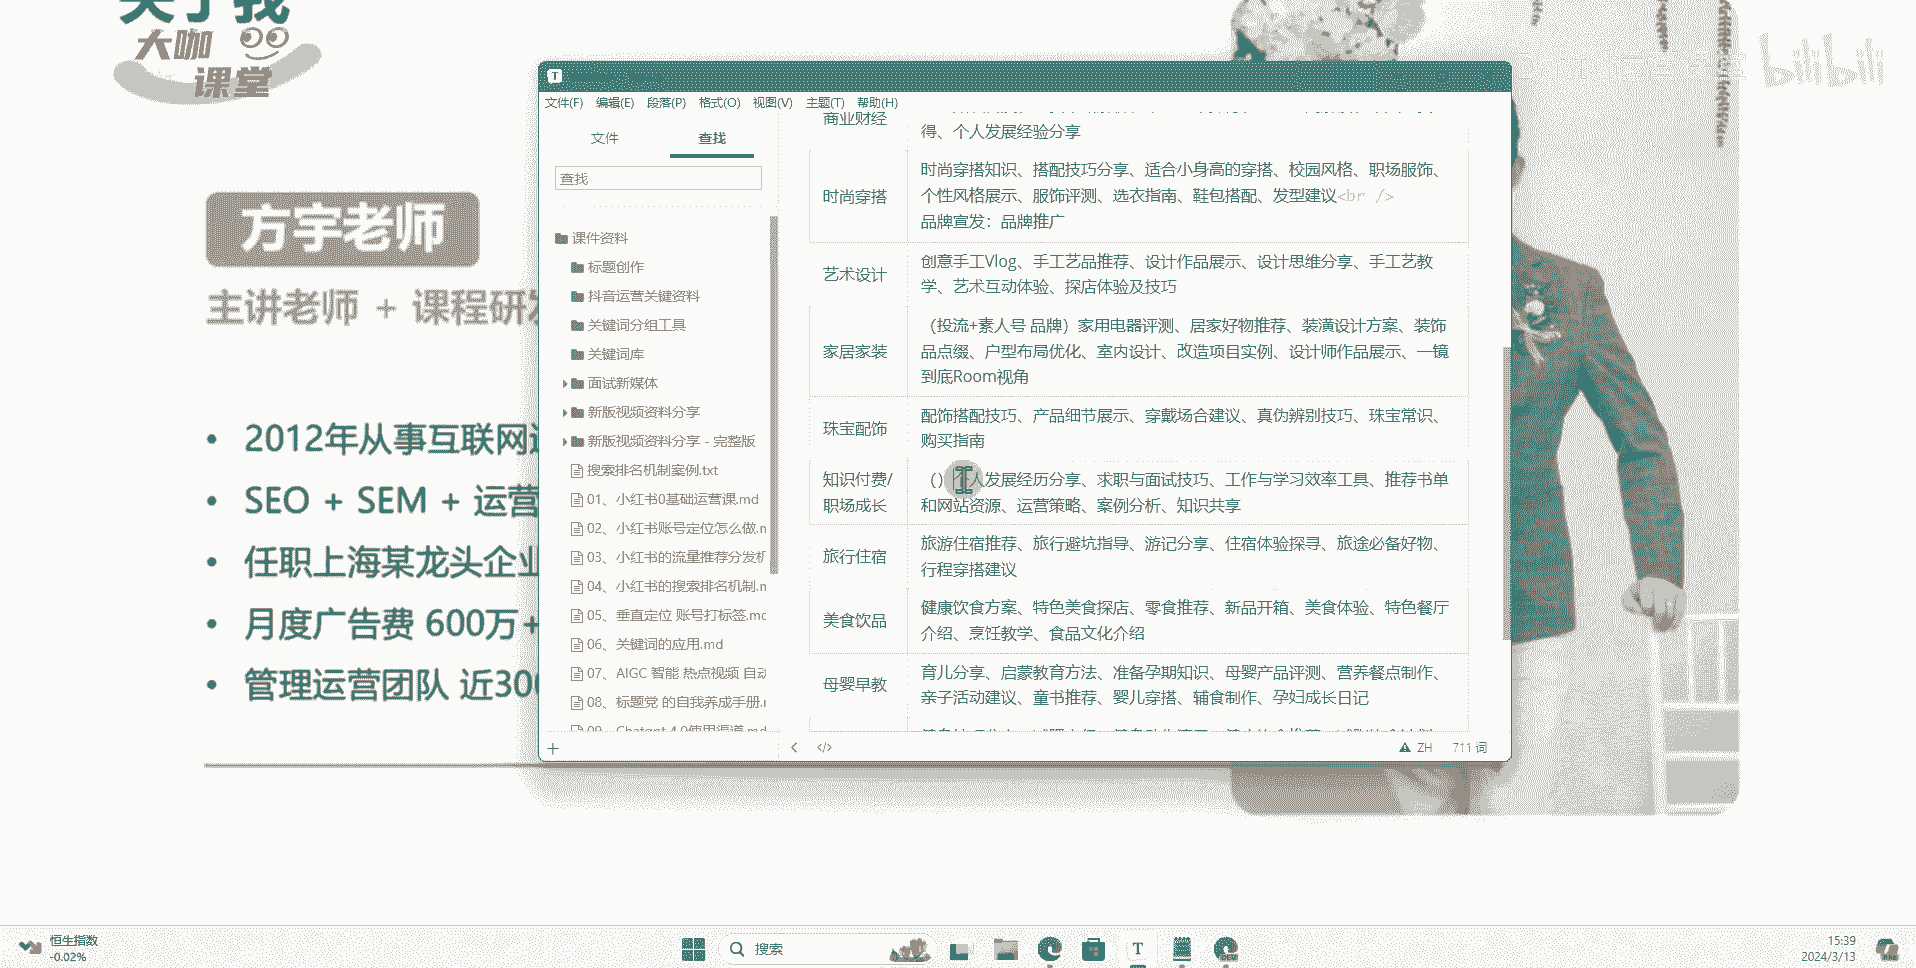 关于我
大咖
课堂
bilibili
方宇老师
主讲老师 + 课程研发
2012年从事互联网
SEO + SEM + 运营
任职上海某龙头企业
月度广告费 600万+
管理运营团队 近300
文件(F) 编辑(E) 段落(P) 格式(O) 视图(V) 主题(T) 帮助(H)
文件 查找
查找
课件资料
标题创作
抖音运营关键资料
关键词分组工具
关键词库
面试新媒体
新版视频资料分享
新版视频资料分享 - 完整版
搜索排名机制案例.txt
01、小红书0基础运营课.md
02、小红书账号定位怎么做.m
03、小红书的流量推荐分发机
04、小红书的搜索排名机制.m
05、垂直定位 账号打标签.mc
06、关键词的应用.md
07、AIGC 智能 热点视频 自动
08、标题党 的自我养成手册.r
09、Chatgpt 4.0使用渠道.md
商业财经
得、个人发展经验分享
时尚穿搭
时尚穿搭知识、搭配技巧分享、适合小身高的穿搭、校园风格、职场服饰、
个性风格展示、服饰评测、选衣指南、鞋包搭配、发型建议<br />
品牌宣发：品牌推广
艺术设计
创意手工Vlog、手工艺品推荐、设计作品展示、设计思维分享、手工艺教
学、艺术互动体验、探店体验及技巧
家居家装
（投流+素人号 品牌）家用电器评测、居家好物推荐、装潢设计方案、装饰
品点缀、户型布局优化、室内设计、改造项目实例、设计师作品展示、一镜
到底Room视角
珠宝配饰
配饰搭配技巧、产品细节展示、穿戴场合建议、真伪辨别技巧、珠宝常识、
购买指南
知识付费/
职场成长
（）个人发展经历分享、求职与面试技巧、工作与学习效率工具、推荐书单
和网站资源、运营策略、案例分析、知识共享
旅行住宿
旅游住宿推荐、旅行避坑指导、游记分享、住宿体验探寻、旅途必备好物、
行程穿搭建议
美食饮品
健康饮食方案、特色美食探店、零食推荐、新品开箱、美食体验、特色餐厅
介绍、烹饪教学、食品文化介绍
母婴早教
育儿分享、启蒙教育方法、准备孕期知识、母婴产品评测、营养餐点制作、
亲子活动建议、童书推荐、婴儿穿搭、辅食制作、孕妇成长日记
ZH 711 词
恒生指数
-0.02%
搜索
15:39
2024/3/13